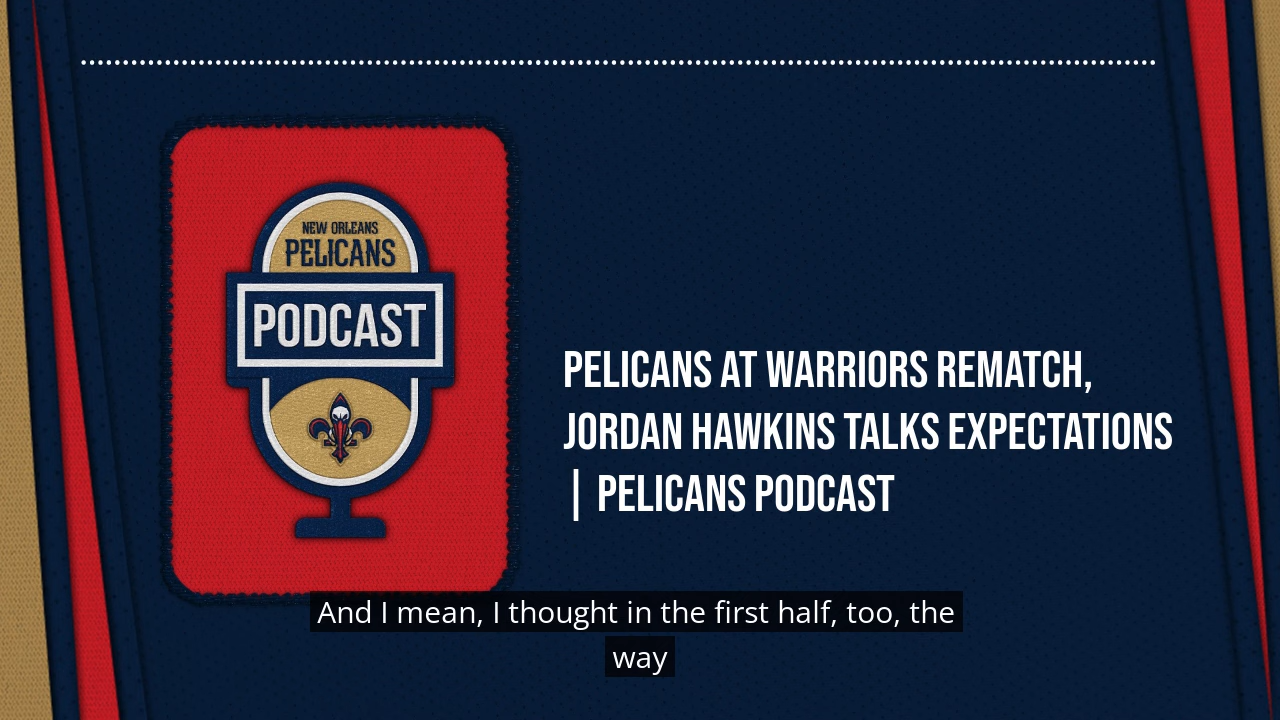 NEW ORLEANS
PELICANS
PODCAST
PELICANS AT WARRIORS REMATCH,
JORDAN HAWKINS TALKS EXPECTATIONS
| PELICANS PODCAST
And I mean, I thought in the first half, too, the
way